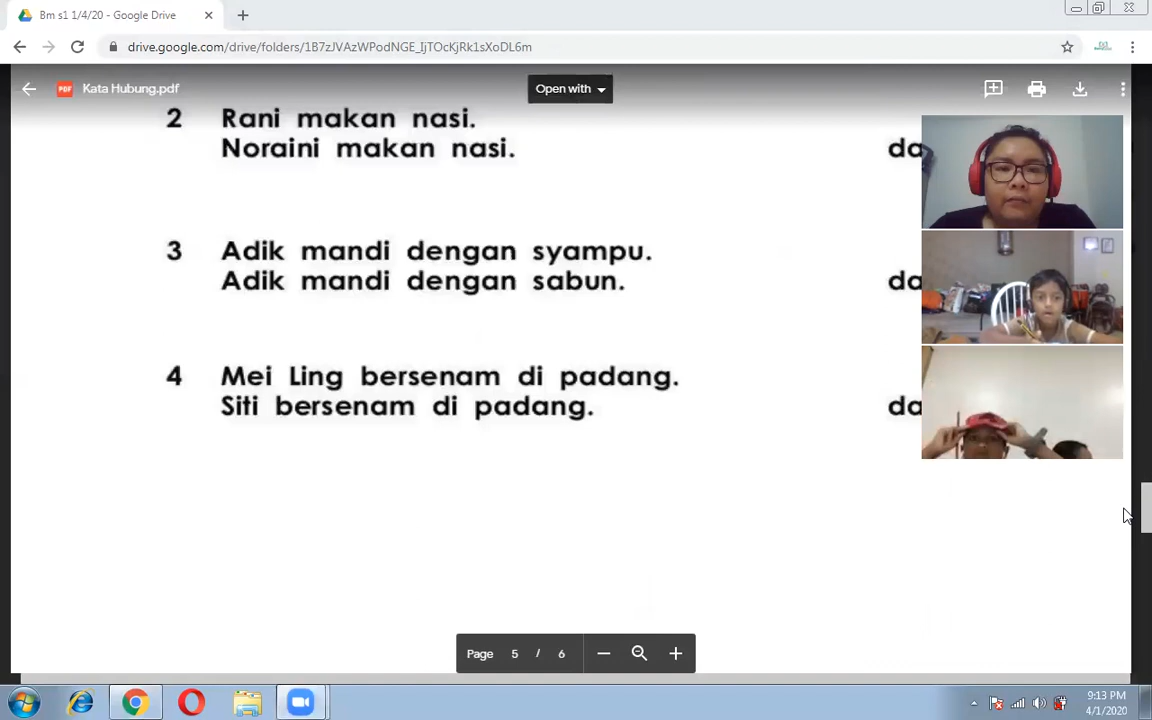 Bm s1 1/4/20 - Google Drive
drive.google.com/drive/folders/1B7zJVAzWPodNGE_IjTOcKjRk1sXoDL6m
Kata Hubung.pdf
Open with
2 Rani makan nasi.
Noraini makan nasi. da
3 Adik mandi dengan syampu.
Adik mandi dengan sabun. da
4 Mei Ling bersenam di padang.
Siti bersenam di padang. da
Page 5 / 6
9:13 PM
4/1/2020